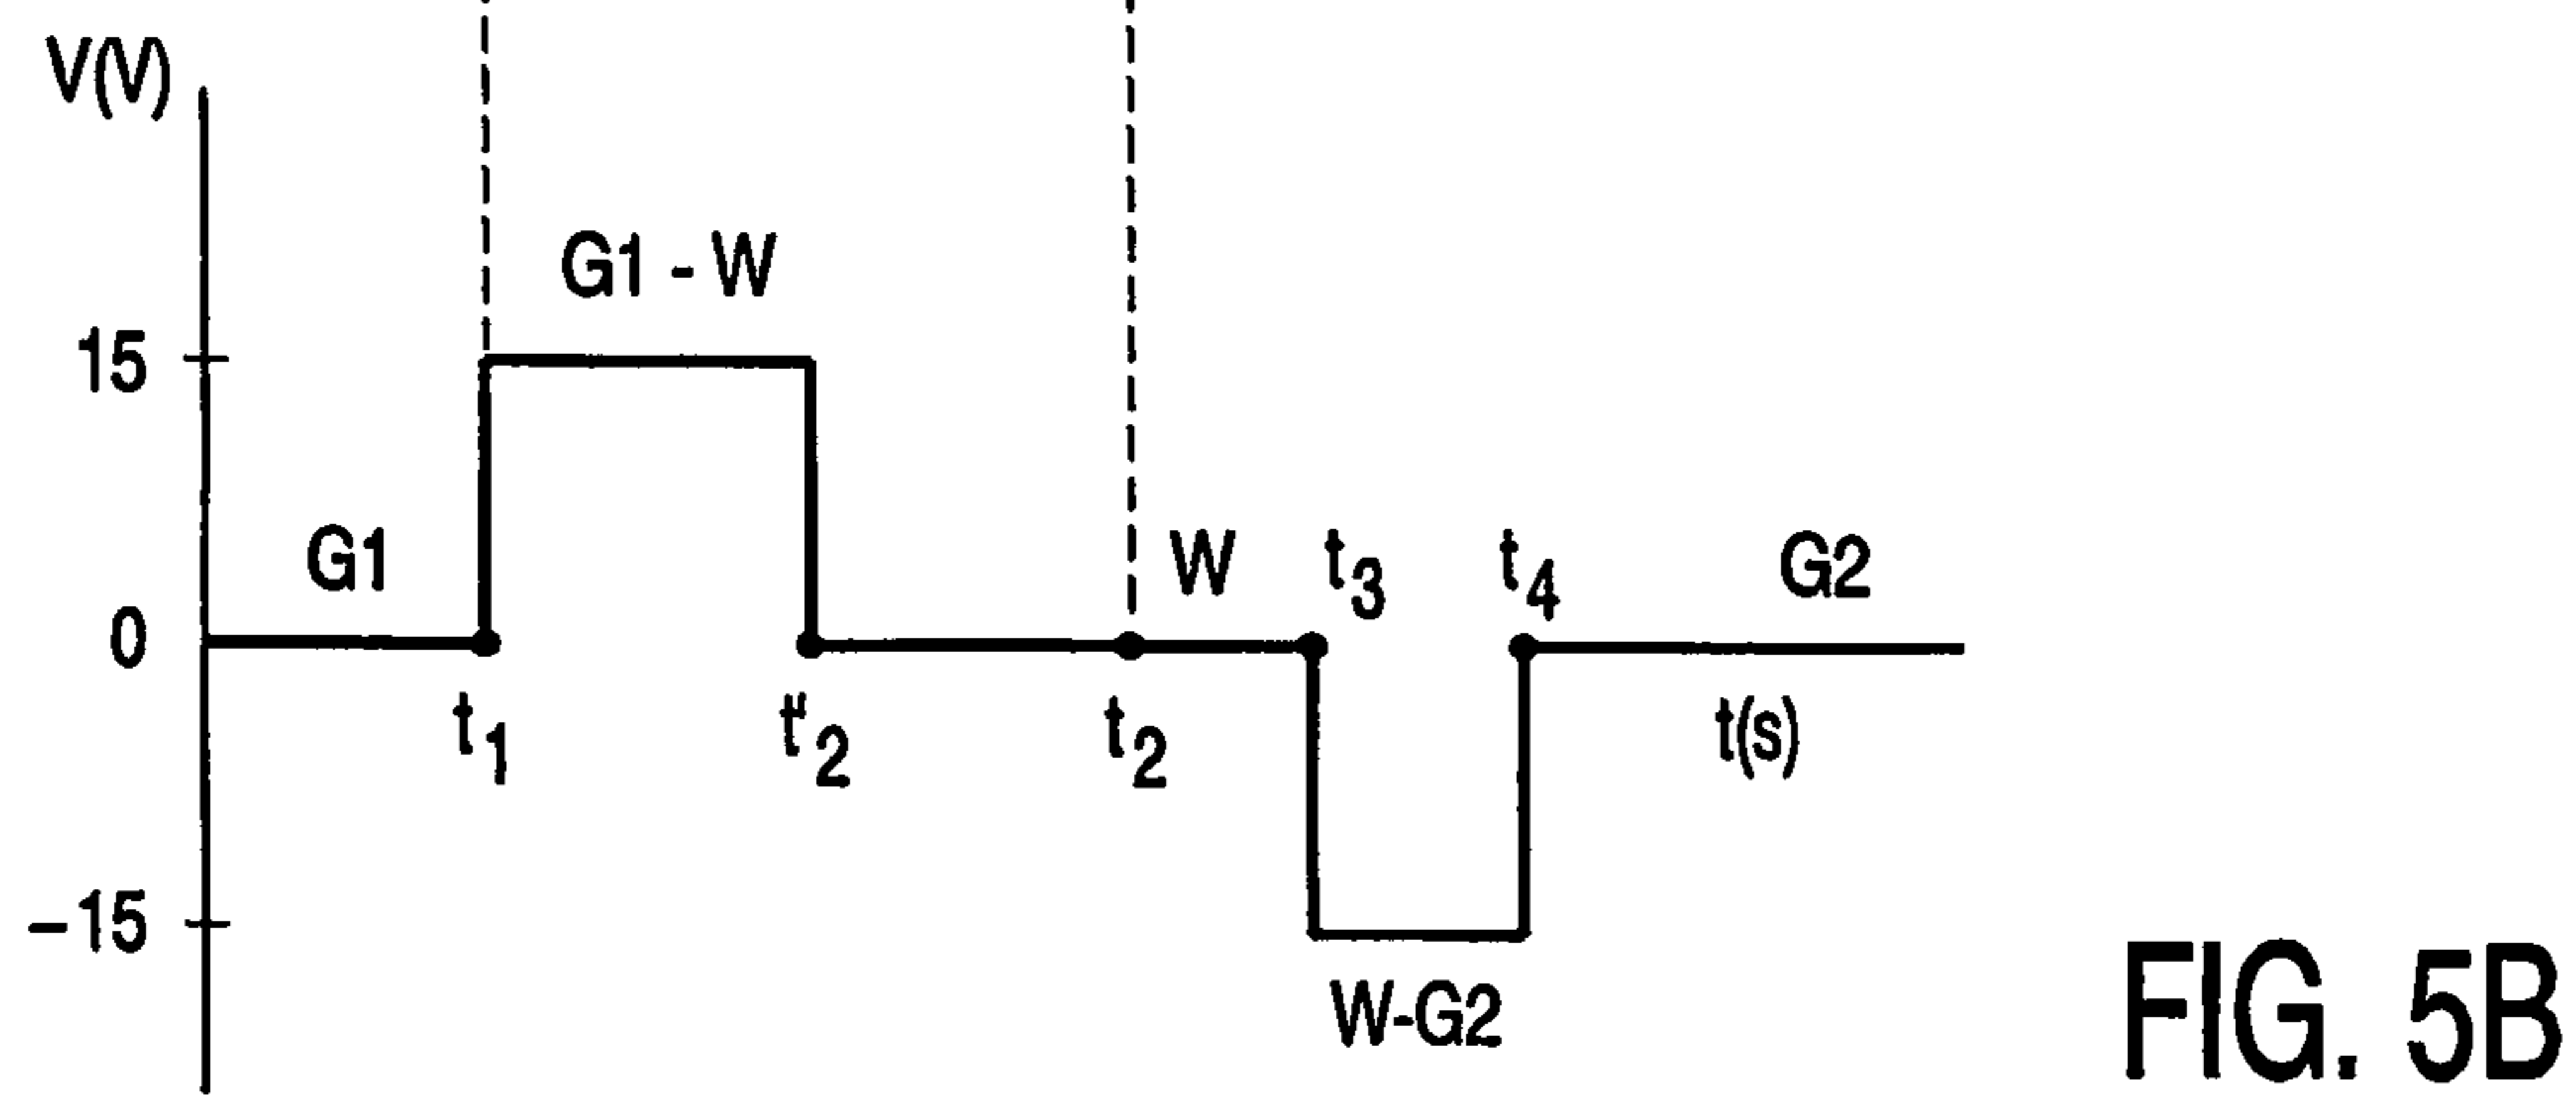 V(V)
G1 - W
15
G1
W
t3
t4
G2
0
t1
t'2
t2
t(s)
–15
W-G2
FIG. 5B